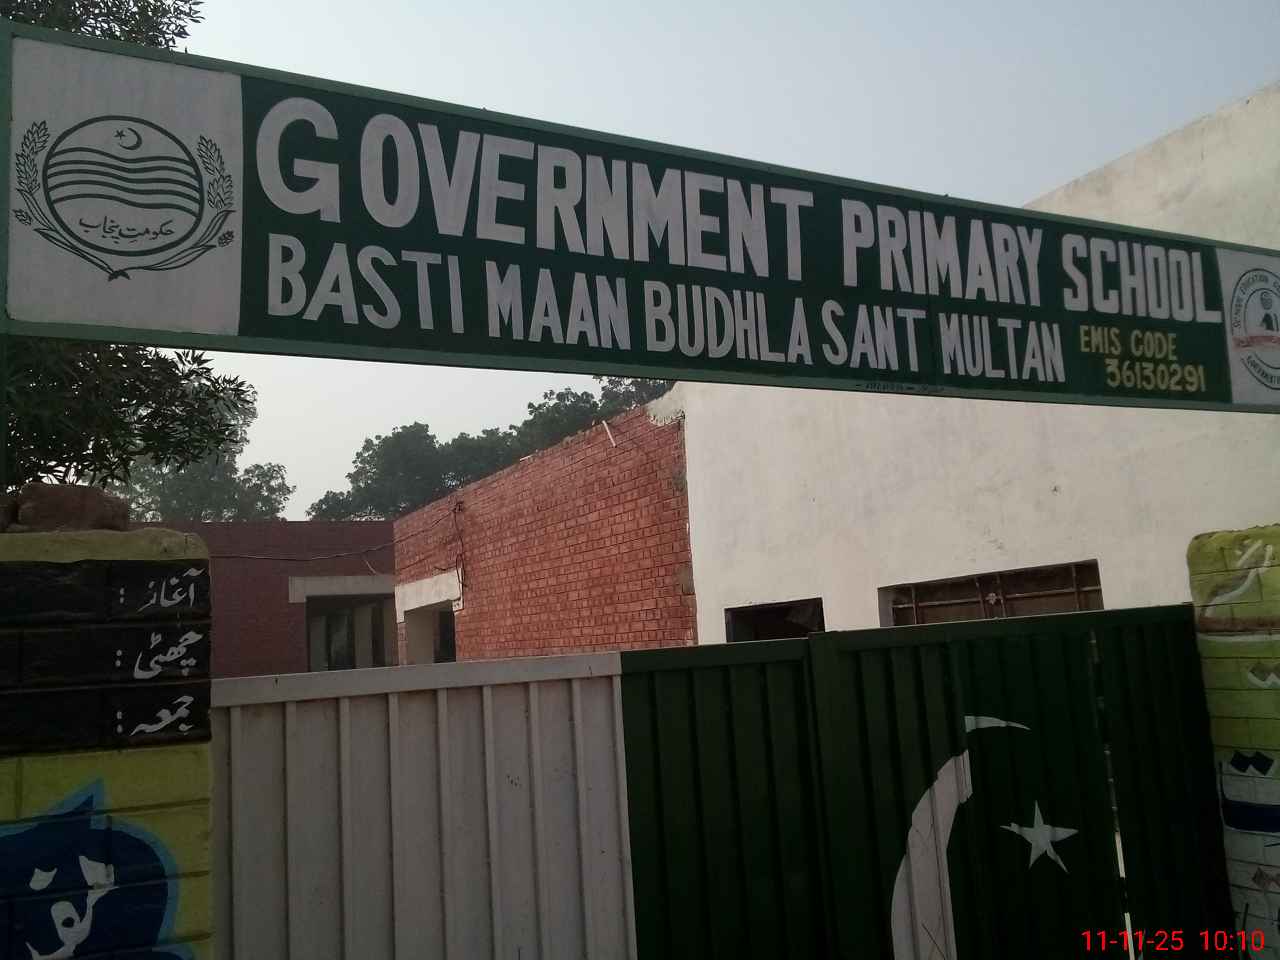 حکومتِ پنجاب
GOVERNMENT PRIMARY SCHOOL
BASTI MAAN BUDHLA SANT MULTAN
EMIS CODE
36130291
آغاز :
چھٹی :
جمعہ :
11-11-25 10:10